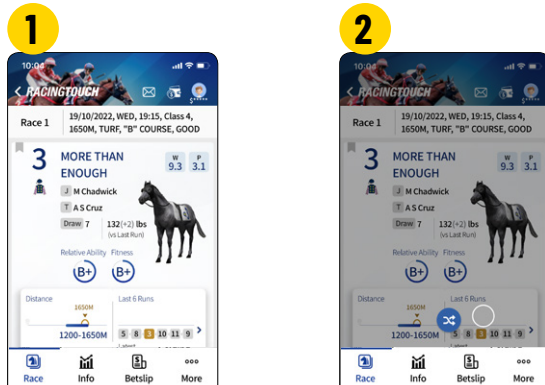 1
10:04
RACINGTOUCH
Race 1
19/10/2022, WED, 19:15, Class 4,
1650M, TURF, "B" COURSE, GOOD
3
MORE THAN
ENOUGH
W
9.3
P
3.1
J M Chadwick
T A S Cruz
Draw 7
132(+2) lbs
(vs Last Run)
Relative Ability Fitness
B+ B+
Distance
Last 6 Runs
1650M
1200-1650M
5 8 3 10 11 9
Race Info Betslip More
2
10:04
RACINGTOUCH
Race 1
19/10/2022, WED, 19:15, Class 4,
1650M, TURF, "B" COURSE, GOOD
3
MORE THAN
ENOUGH
W
9.3
P
3.1
J M Chadwick
T A S Cruz
Draw 7
132(+2) lbs
(vs Last Run)
Relative Ability Fitness
B+ B+
Distance
Last 6 Runs
1650M
1200-1650M
5 8 3 10 11 9
Race Info Betslip More